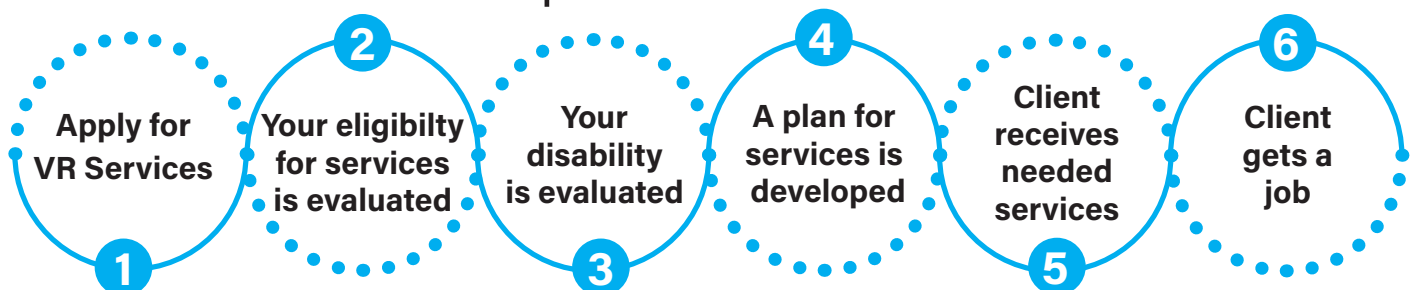 1
Apply for
VR Services
2
Your eligibilty
for services
is evaluated
3
Your
disability
is evaluated
4
A plan for
services is
developed
5
Client
receives
needed
services
6
Client
gets a
job